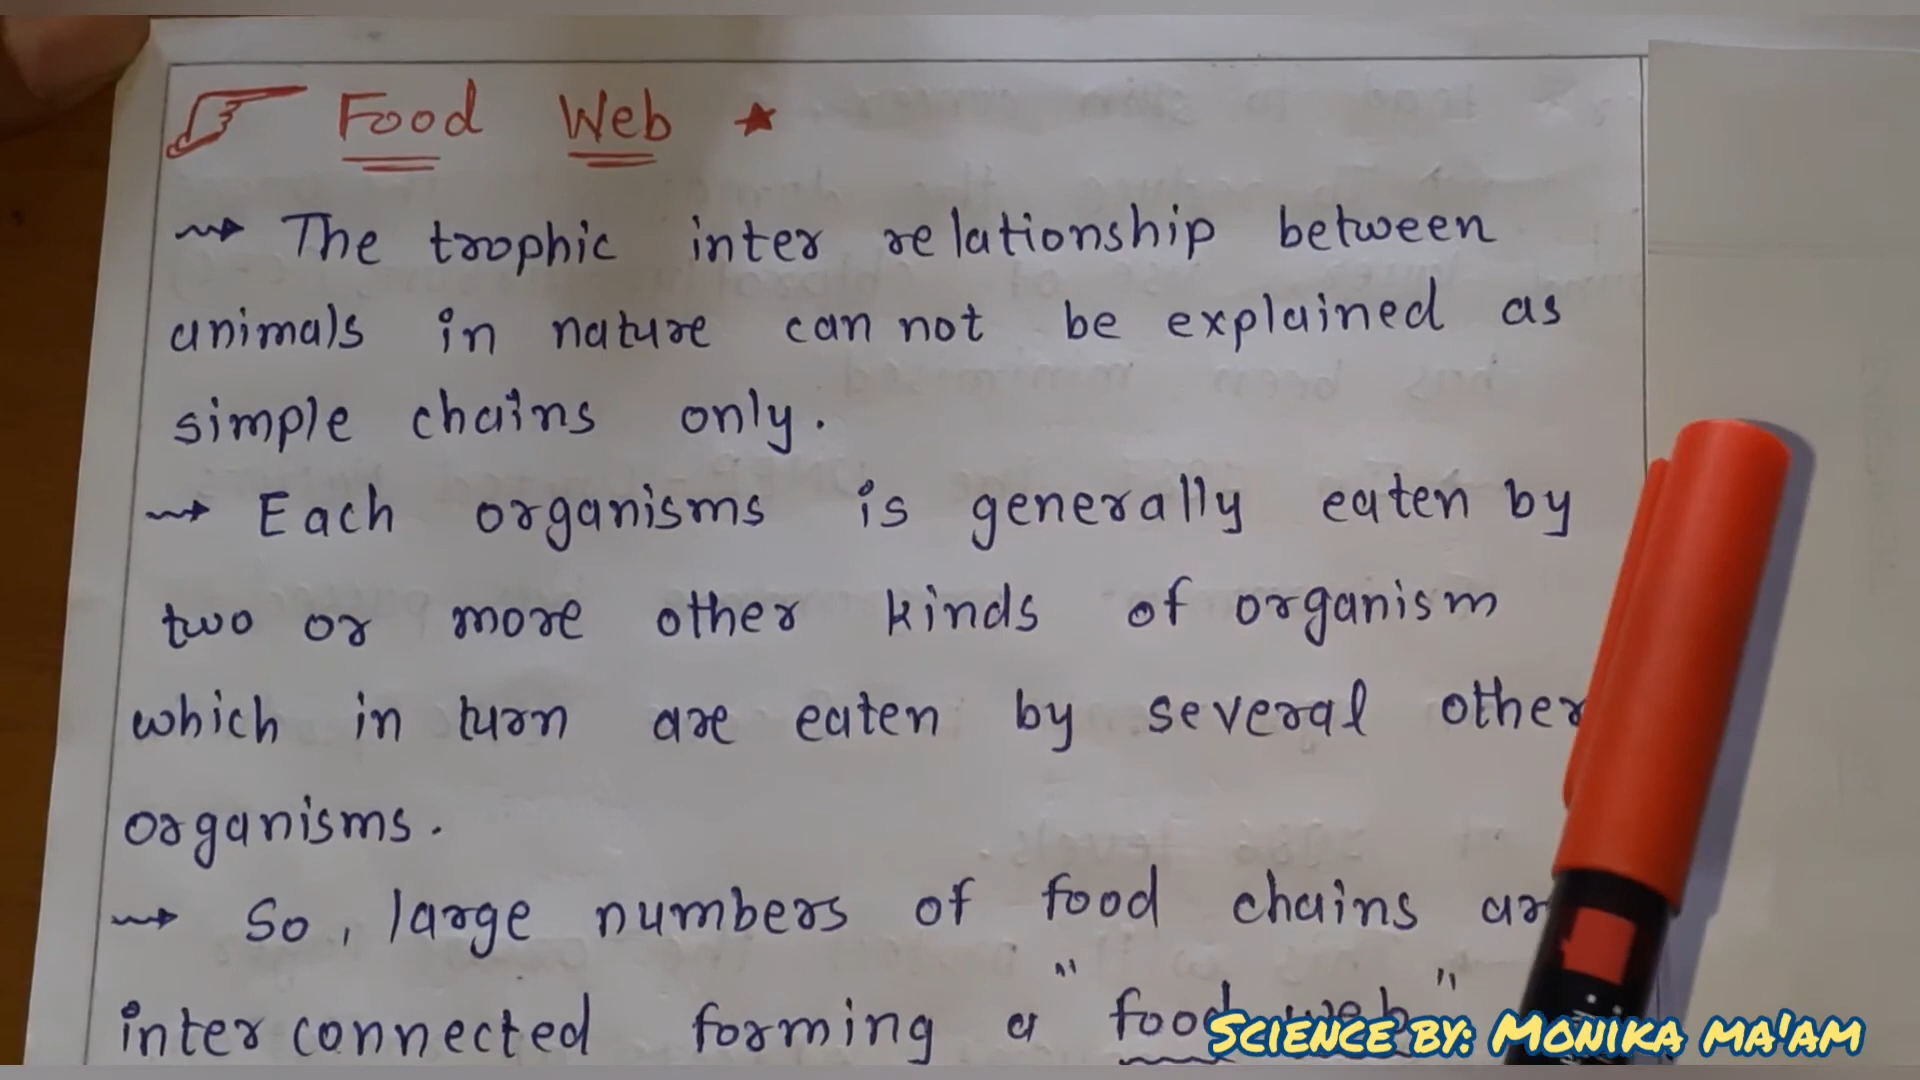 Food Web ★
⇝ The trophic inter relationship between
animals in nature can not be explained as
simple chains only.
⇝ Each organisms is generally eaten by
two or more other kinds of organism
which in turn are eaten by several other
organisms.
⇝ So, large numbers of food chains
inter connected forming a "food web"
SCIENCE BY: MONIKA MA'AM